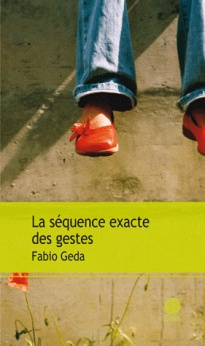 La séquence exacte
des gestes
Fabio Geda